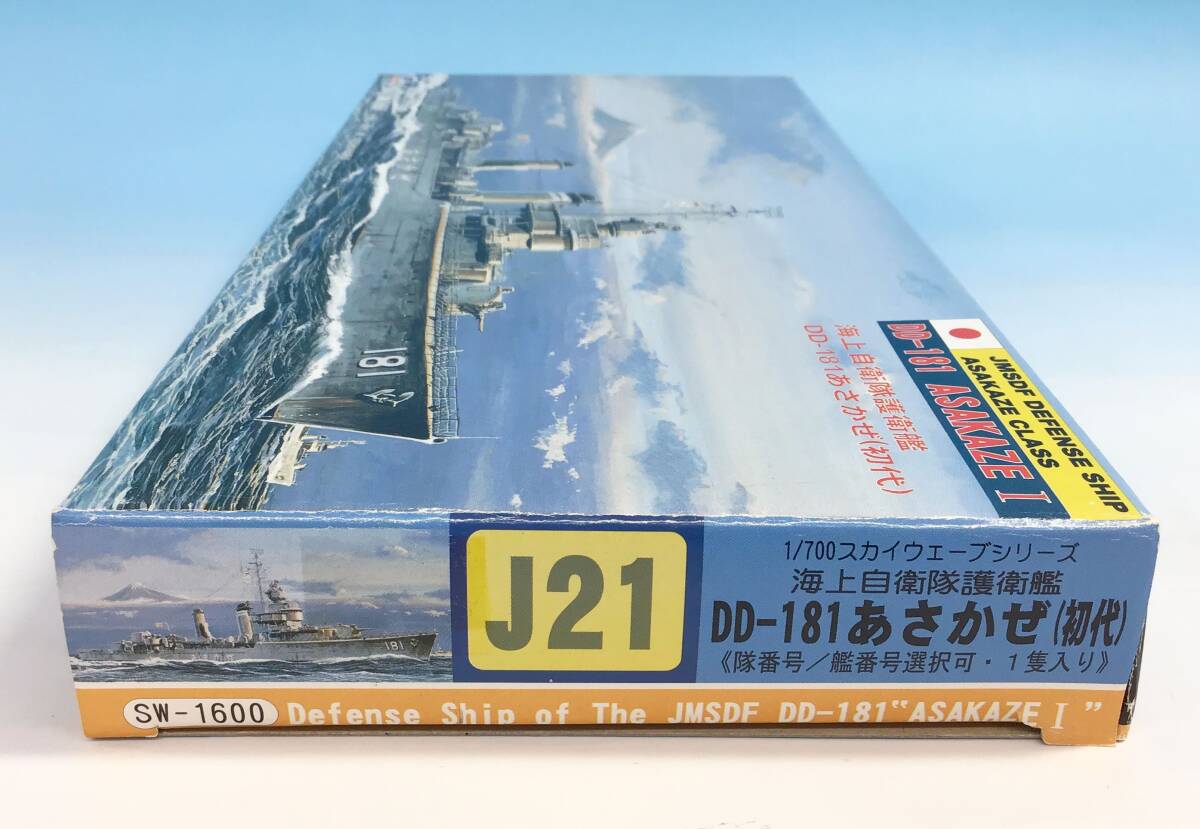 JMSDF DEFENSE SHIP
ASAKAZE CLASS
DD-181 ASAKAZE I
海上自衛隊護衛艦
DD-181あさかぜ(初代)
181
J21
1/700スカイウェーブシリーズ
海上自衛隊護衛艦
DD-181あさかぜ(初代)
《隊番号/艦番号選択可・1隻入り》
181
SW-1600 Defense Ship of The JMSDF DD-181"ASAKAZE I"